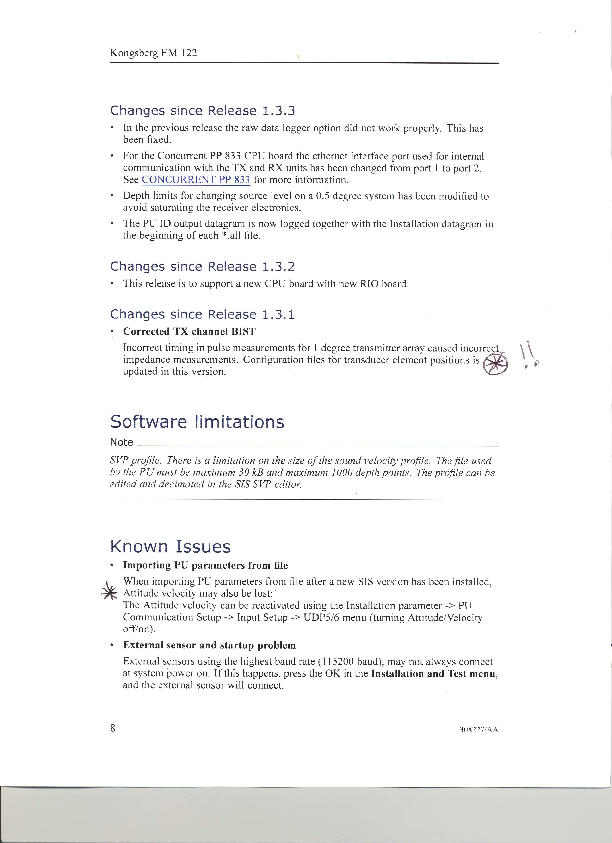 Kongsberg EM 122
Changes since Release 1.3.3
• In the previous release the raw data logger option did not work properly. This has
been fixed.
• For the Concurrent PP 833 CPU board the ethernet interface port used for internal
communication with the TX and RX units has been changed from port 1 to port 2.
See CONCURRENT PP 833 for more information.
• Depth limits for changing source level on a 0.5 degree system has been modified to
avoid saturating the receiver electronics.
• The PU ID output datagram is now logged together with the Installation datagram in
the beginning of each *.all file.
Changes since Release 1.3.2
• This release is to support a new CPU board with new RIO board.
Changes since Release 1.3.1
• Corrected TX channel BIST
Incorrect timing in pulse measurements for 1 degree transmitter array caused incorrect
impedance measurements. Configuration files for transducer element positions is !!
updated in this version.
Software limitations
Note
SVP profile. There is a limitation on the size of the sound velocity profile. The file used
by the PU must be maximum 30 kB and maximum 1000 depth points. The profile can be
edited and decimated in the SIS SVP editor.
Known Issues
• Importing PU parameters from file
When importing PU parameters from file after a new SIS version has been installed,
Attitude velocity may also be lost:
The Attitude velocity can be reactivated using the Installation parameter -> PU
Communication Setup -> Input Setup -> UDP5/6 menu (turning Attitude/Velocity
off/on).
• External sensor and startup problem
External sensors using the highest baud rate (115200 baud), may not always connect
at system power on. If this happens, press the OK in the Installation and Test menu,
and the external sensor will connect.
8